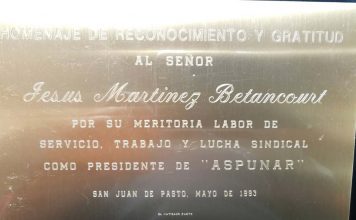 HOMENAJE DE RECONOCIMIENTO Y GRATITUD
AL SEÑOR
Jesus Martinez Betancourt
POR SU MERITORIA LABOR DE
SERVICIO, TRABAJO Y LUCHA SINDICAL
COMO PRESIDENTE DE "ASPUNAR"
SAN JUAN DE PASTO, MAYO DE 1993